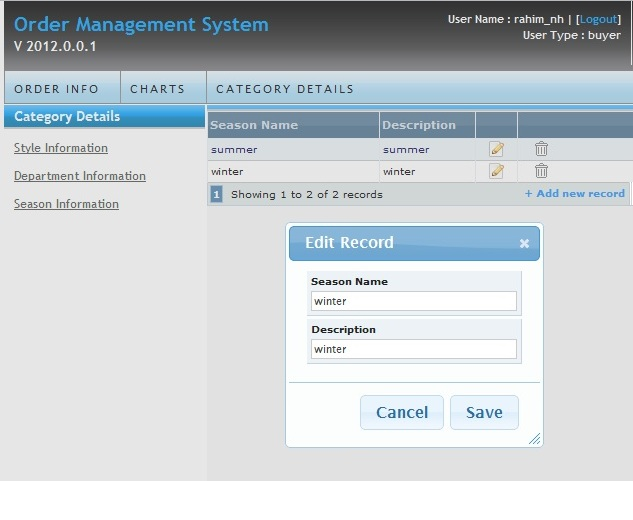 Order Management System
V 2012.0.0.1
User Name : rahim_nh | [Logout]
User Type : buyer
ORDER INFO CHARTS CATEGORY DETAILS
Category Details
Style Information
Department Information
Season Information
Season Name Description
summer summer
winter winter
1 Showing 1 to 2 of 2 records + Add new record
Edit Record
Season Name
winter
Description
winter
Cancel Save